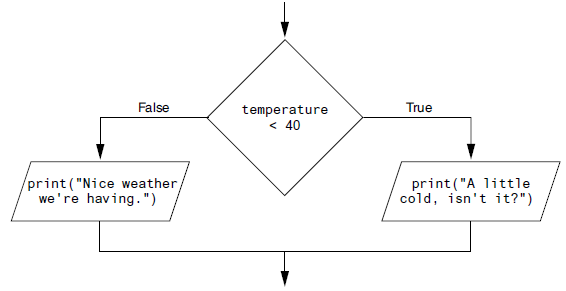 False
temperature
< 40
True
print("Nice weather
we're having.")
print("A little
cold, isn't it?")